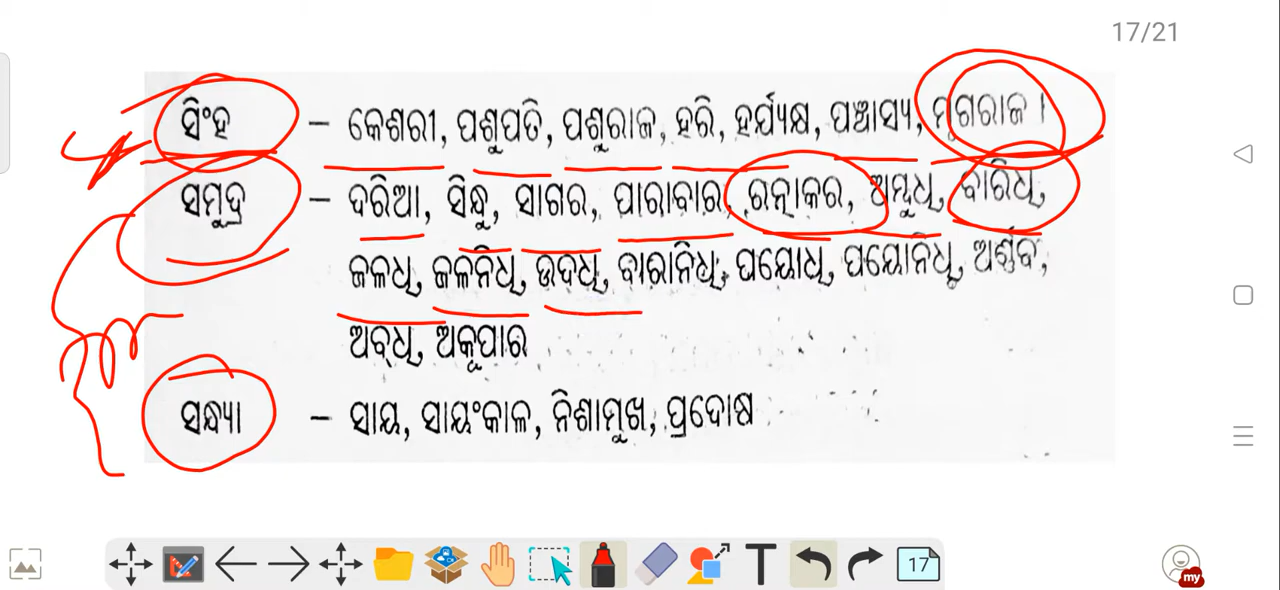 17/21
ସିଂହ – କେଶରୀ, ପଶୁପତି, ପଶୁରାଜ, ହରି, ହର୍ଯ୍ୟକ୍ଷ, ପଞ୍ଚାସ୍ୟ, ମୃଗରାଜ ।
ସମୁଦ୍ର – ଦରିଆ, ସିନ୍ଧୁ, ସାଗର, ପାରାବାର, ରତ୍ନାକର, ଅମ୍ବୁଧି, ବାରିଧି,
ଜଳଧି, ଜଳନିଧି, ଉଦଧି, ବାରାନିଧି, ପୟୋଧି, ପୟୋନିଧି, ଅର୍ଣ୍ଣବ,
ଅବ୍ଧି, ଅକୂପାର
ସନ୍ଧ୍ୟା – ସାୟ, ସାୟଂକାଳ, ନିଶାମୁଖ, ପ୍ରଦୋଷ
T 17 my